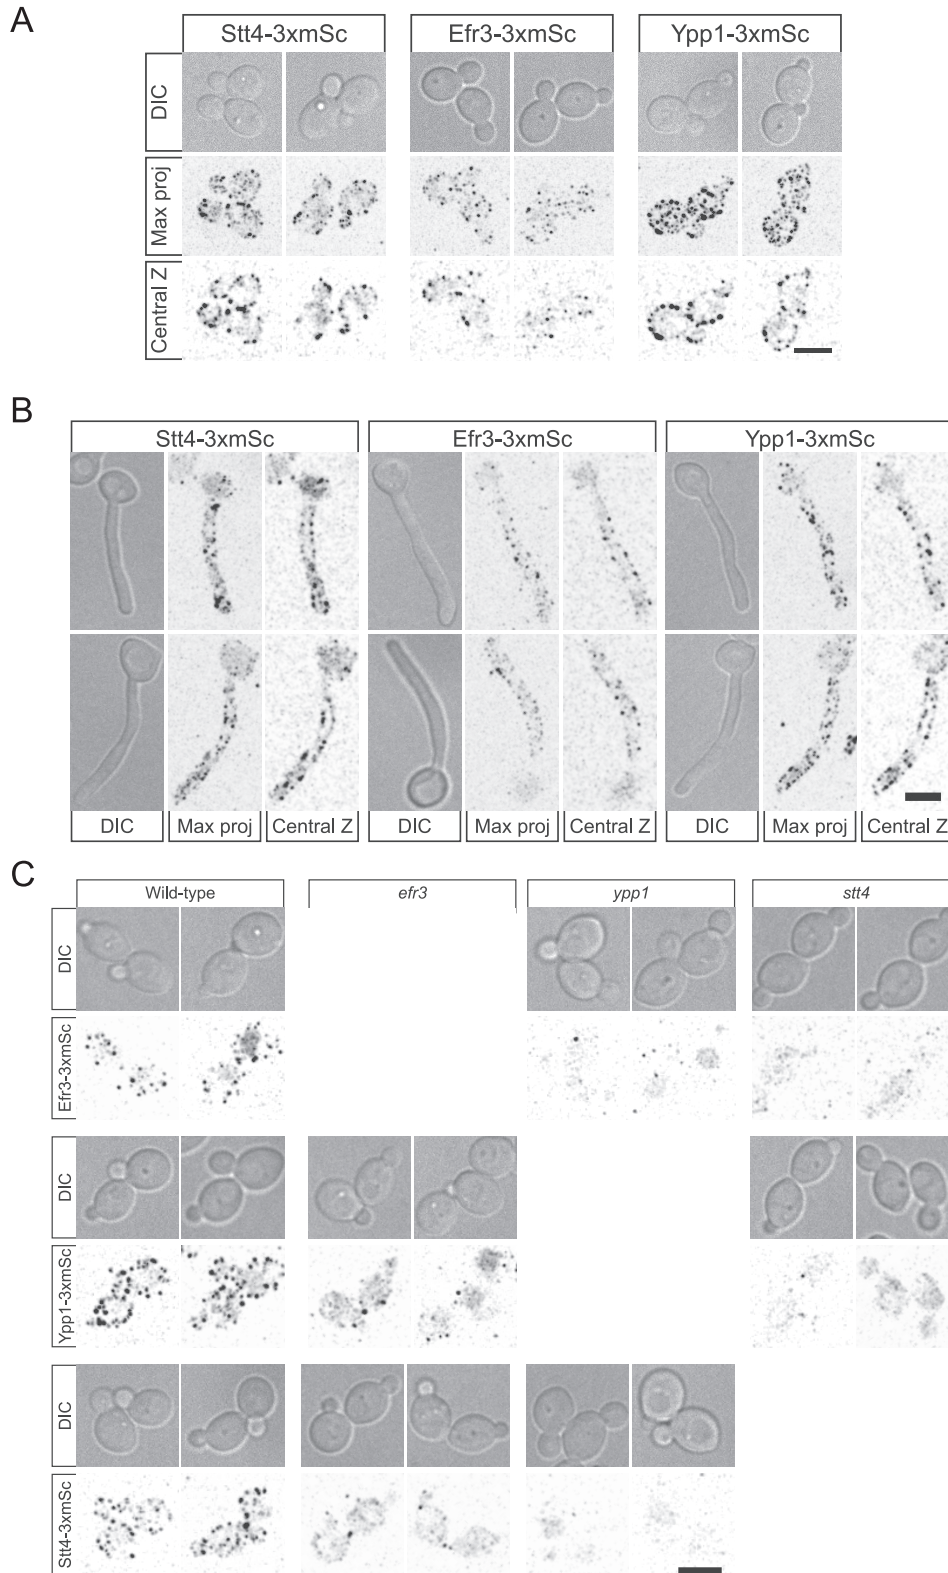 A
Stt4-3xmSc Efr3-3xmSc Ypp1-3xmSc
DIC
Max proj
Central Z
B
Stt4-3xmSc Efr3-3xmSc Ypp1-3xmSc
DIC Max proj Central Z DIC Max proj Central Z DIC Max proj Central Z
C
Wild-type efr3 ypp1 stt4
DIC
Efr3-3xmSc
DIC
Ypp1-3xmSc
DIC
Stt4-3xmSc